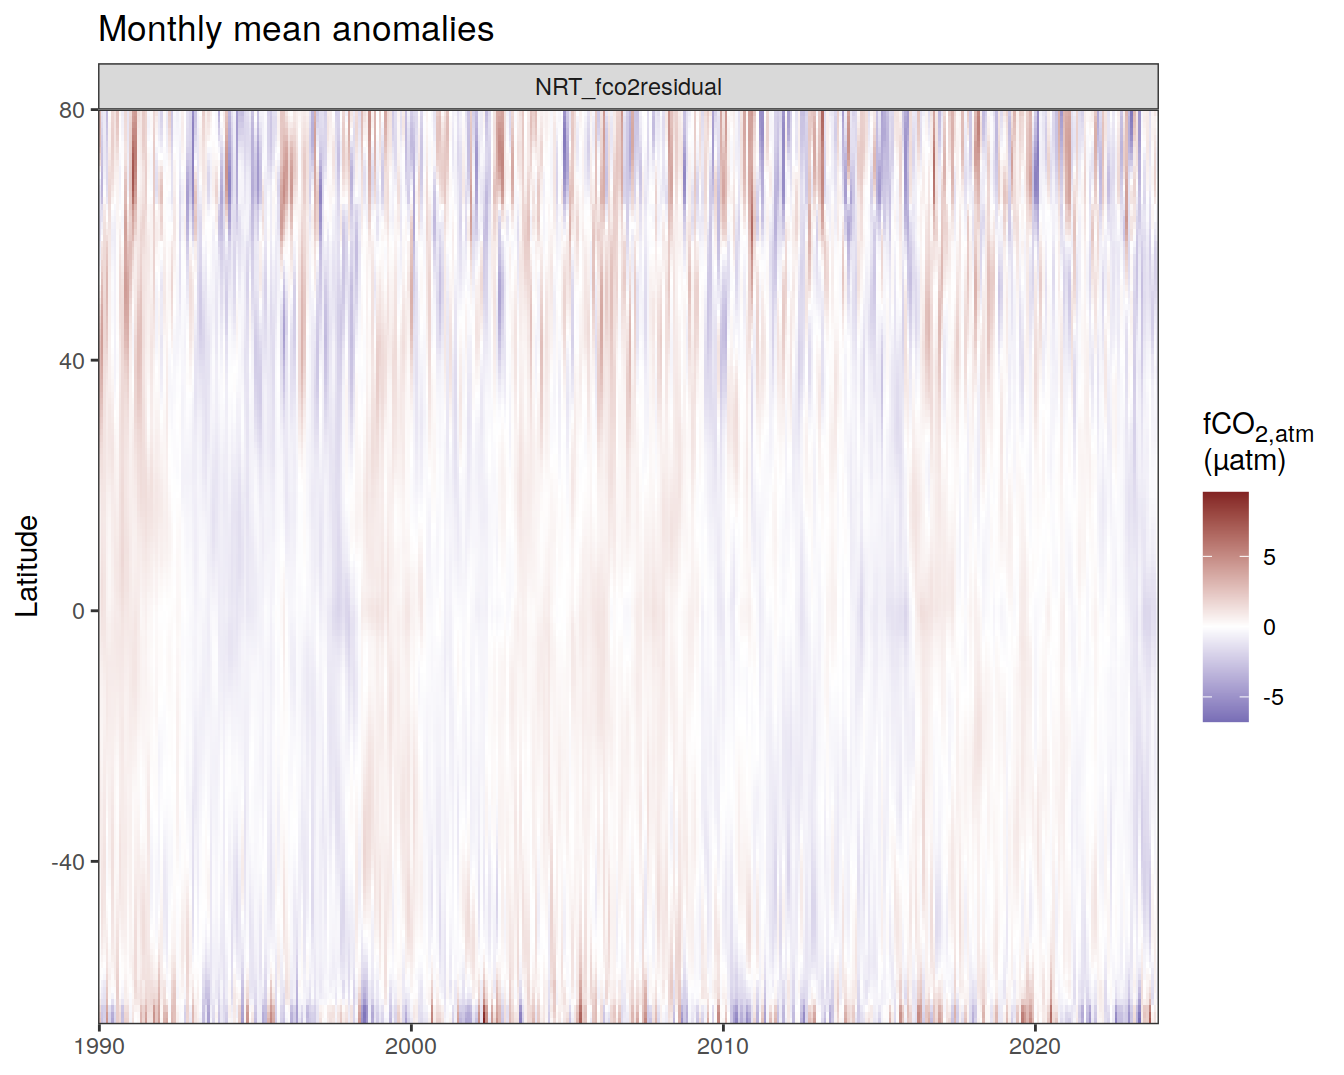 Monthly mean anomalies
NRT_fco2residual
80
40
0
-40
Latitude
1990
2000
2010
2020
fCO2,atm
(µatm)
5
0
-5